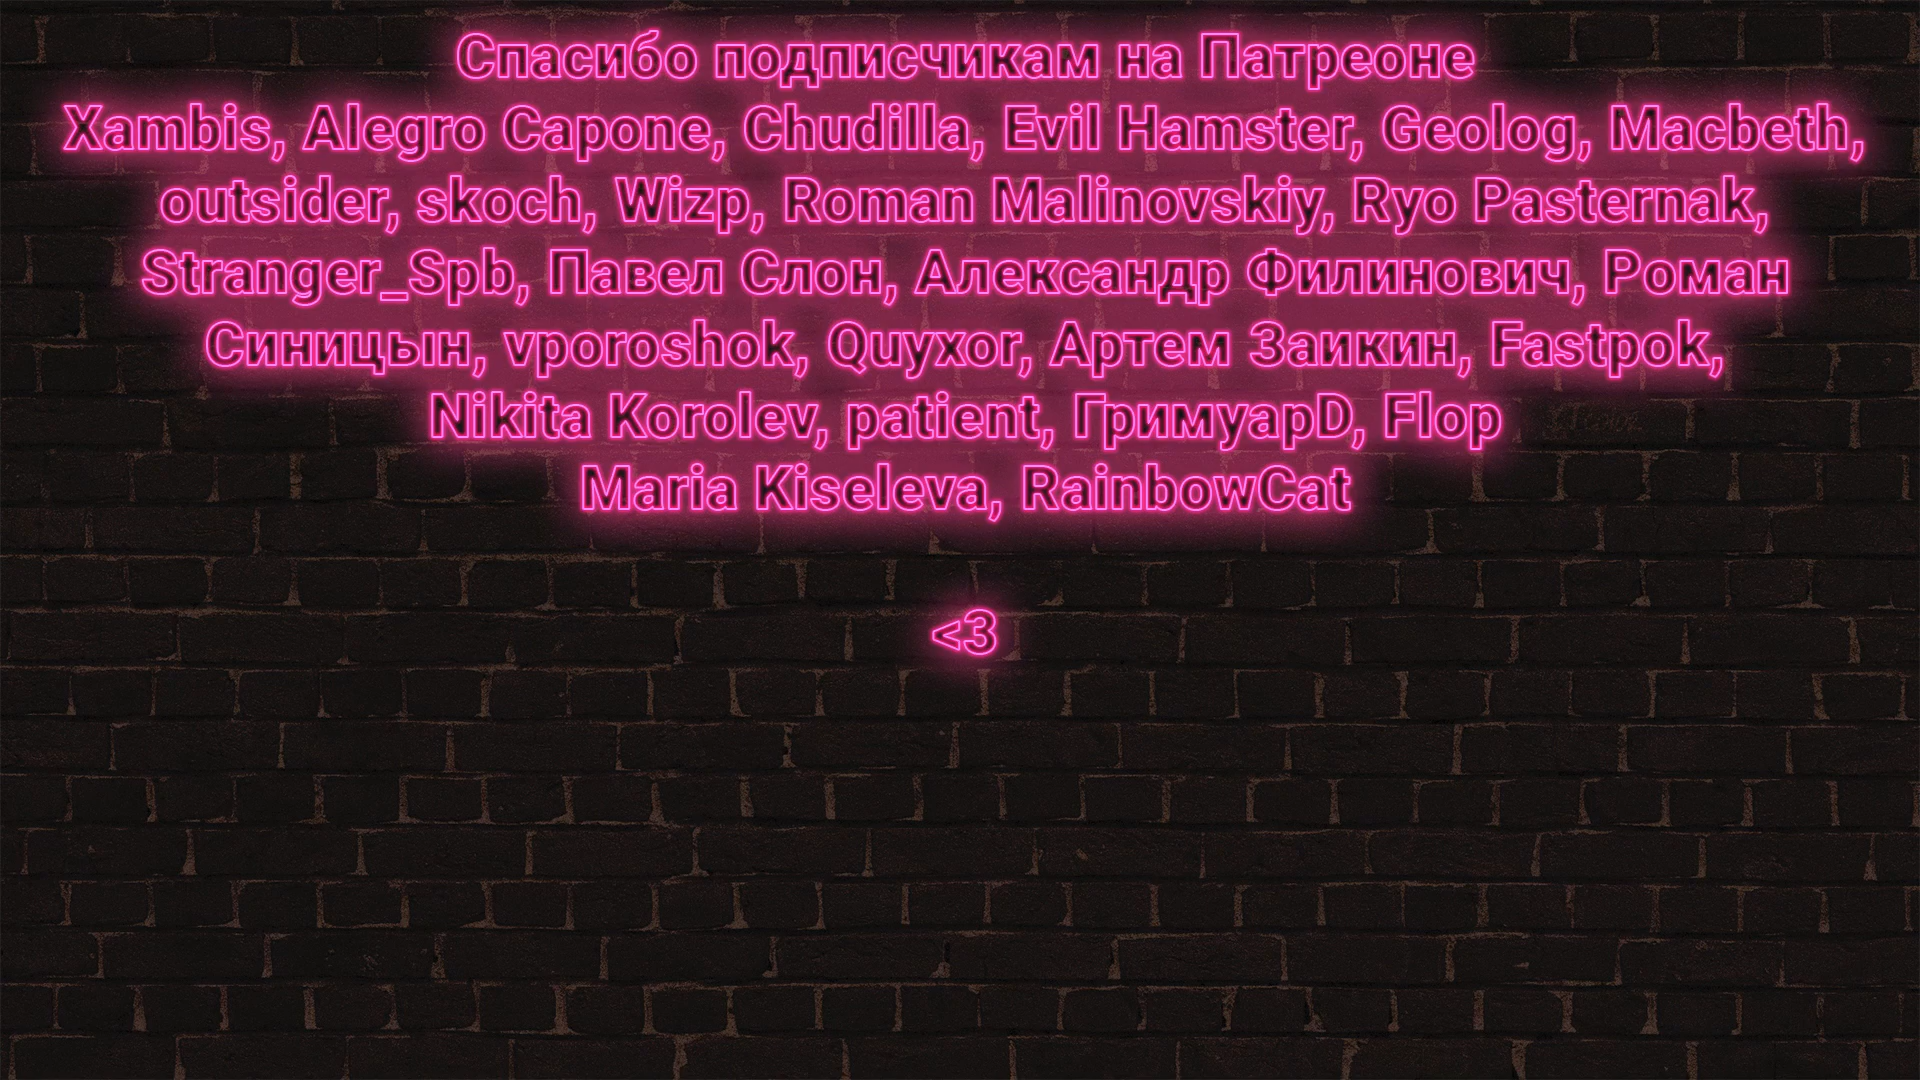 Спасибо подписчикам на Патреоне
Xambis, Alegro Capone, Chudilla, Evil Hamster, Geolog, Macbeth,
outsider, skoch, Wizp, Roman Malinovskiy, Ryo Pasternak,
Stranger_Spb, Павел Слон, Александр Филинович, Роман
Синицын, vporoshok, Quyxor, Артем Заикин, Fastpok,
Nikita Korolev, patient, ГримуарD, Flop
Maria Kiseleva, RainbowCat
<3